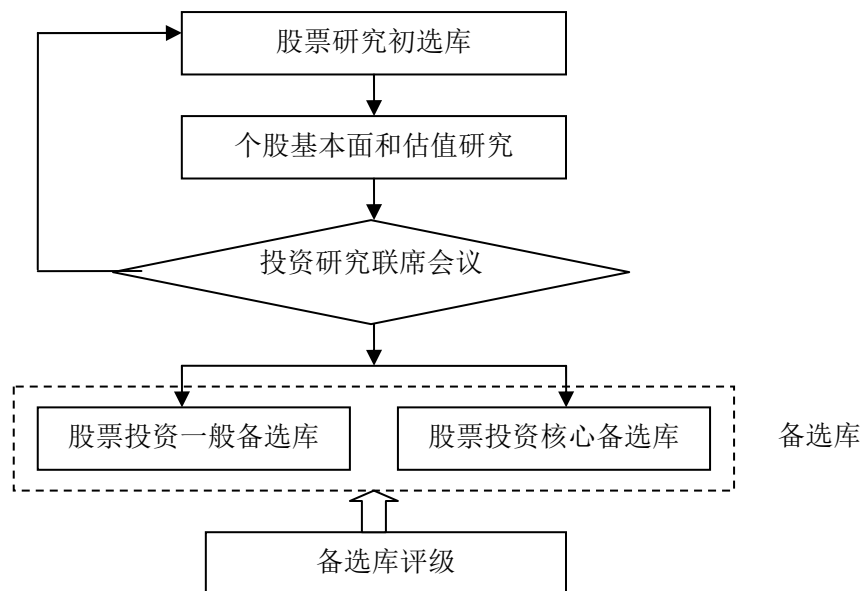 股票研究初选库
个股基本面和估值研究
投资研究联席会议
股票投资一般备选库
股票投资核心备选库
备选库
备选库评级